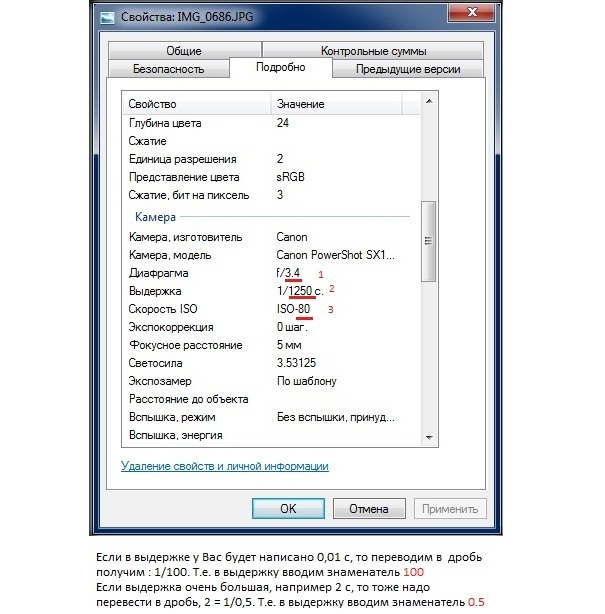 Свойства: IMG_0686.JPG
Общие Контрольные суммы
Безопасность Подробно Предыдущие версии
Свойство Значение
Глубина цвета 24
Сжатие
Единица разрешения 2
Представление цвета sRGB
Сжатие, бит на пиксель 3
Камера
Камера, изготовитель Canon
Камера, модель Canon PowerShot SX1...
Диафрагма f/3.4 1
Выдержка 1/1250 с. 2
Скорость ISO ISO-80 3
Экспокоррекция 0 шаг.
Фокусное расстояние 5 мм
Светосила 3.53125
Экспозамер По шаблону
Расстояние до объекта
Вспышка, режим Без вспышки, принуд...
Вспышка, энергия
Удаление свойств и личной информации
OK Отмена Применить
Если в выдержке у Вас будет написано 0,01 с, то переводим в дробь
получим : 1/100. Т.е. в выдержку вводим знаменатель 100
Если выдержка очень большая, например 2 с, то тоже надо
перевести в дробь, 2 = 1/0,5. Т.е. в выдержку вводим знаменатель 0.5